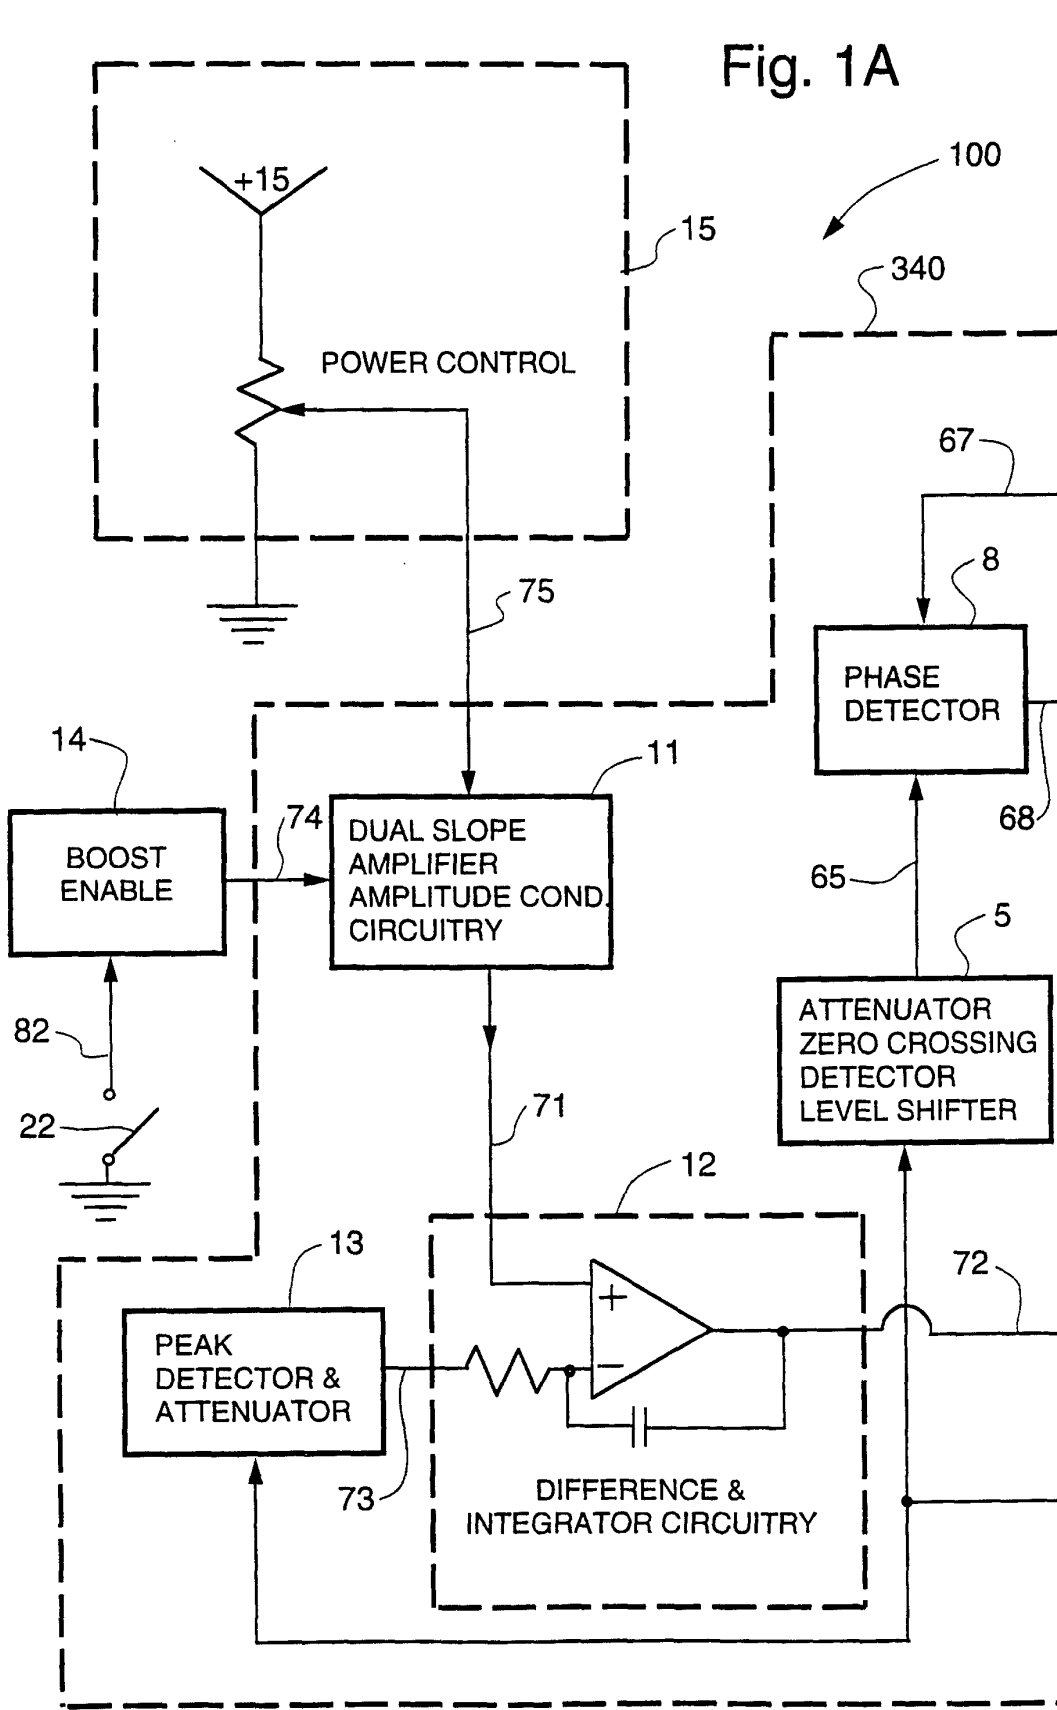 Fig. 1A
100
+15
15
340
POWER CONTROL
67
8
75
PHASE
DETECTOR
14
11
68
74
BOOST
ENABLE
DUAL SLOPE
AMPLIFIER
AMPLITUDE COND.
CIRCUITRY
65
5
82
ATTENUATOR
ZERO CROSSING
DETECTOR
LEVEL SHIFTER
22
71
12
13
72
+
−
PEAK
DETECTOR &
ATTENUATOR
73
DIFFERENCE &
INTEGRATOR CIRCUITRY